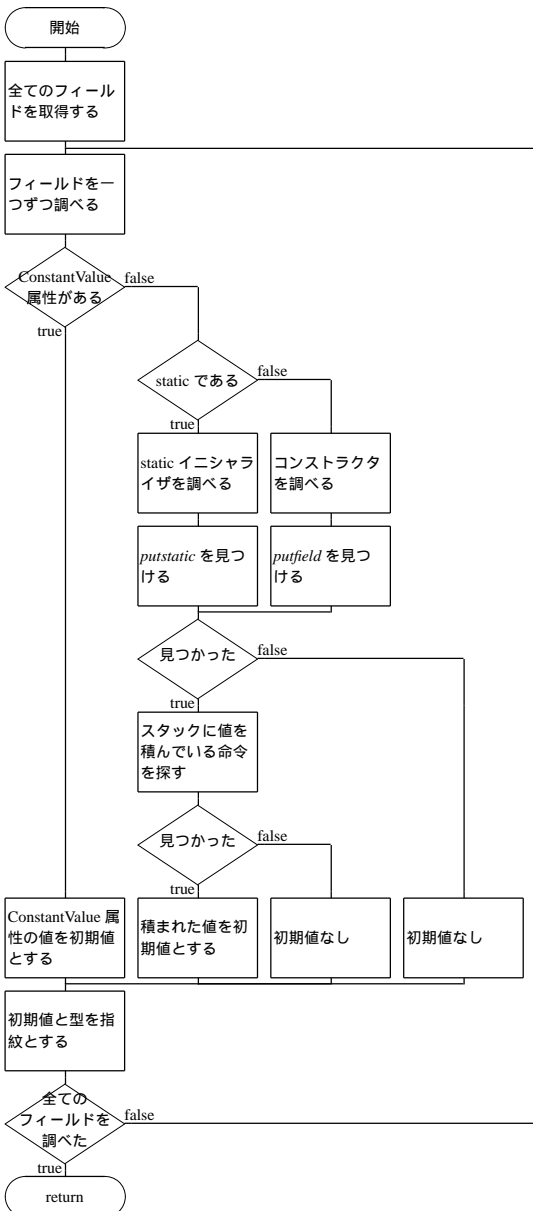 開始
全てのフィール
ドを取得する
フィールドを一
つずつ調べる
ConstantValue
属性がある
false
true
static である
false
true
static イニシャラ
イザを調べる
コンストラクタ
を調べる
putstatic を見つ
ける
putfield を見つ
ける
見つかった
false
true
スタックに値を
積んでいる命令
を探す
見つかった
false
true
ConstantValue 属
性の値を初期値
とする
積まれた値を初
期値とする
初期値なし
初期値なし
初期値と型を指
紋とする
全ての
フィールドを
調べた
false
true
return